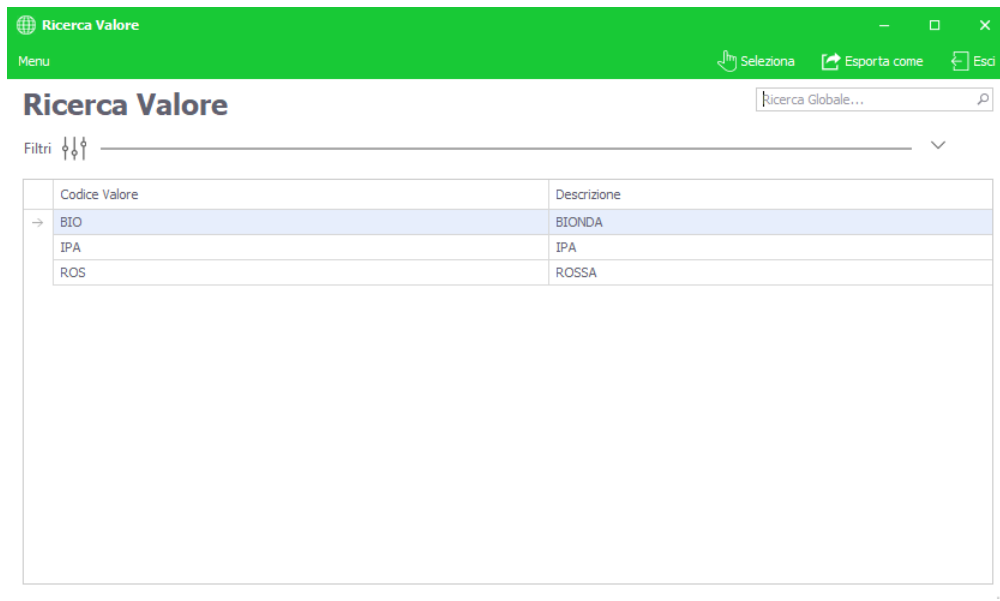 Ricerca Valore
Menu Seleziona Esporta come Esci
Ricerca Valore
Ricerca Globale...
Filtri
Codice Valore Descrizione
BIO BIONDA
IPA IPA
ROS ROSSA